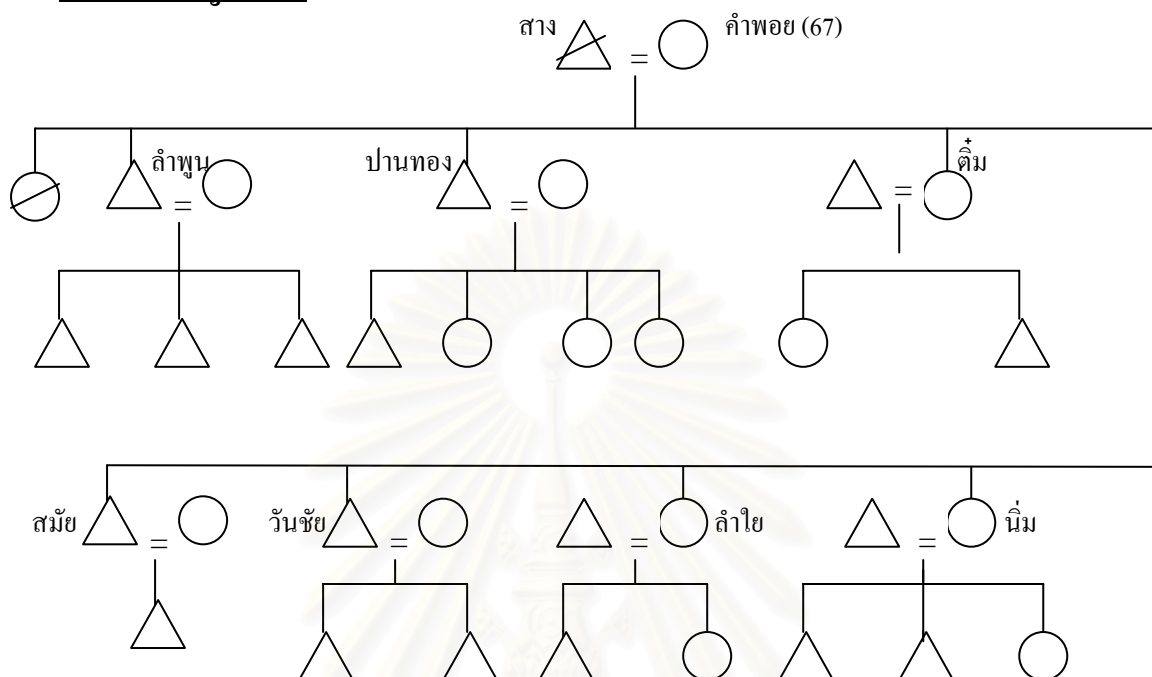 สาง คำพอย (67)
ลำพูน ปานทอง ติ๋ม
สมัย วันชัย ลำใย นิ่ม